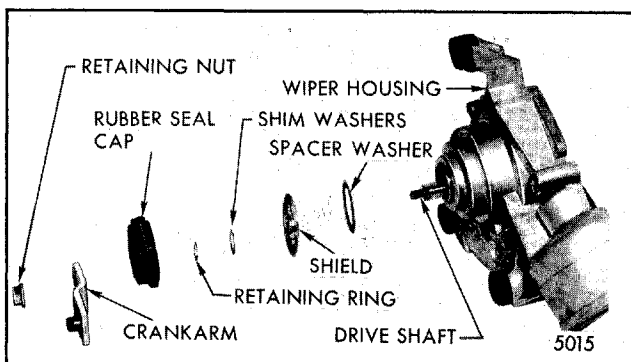 RETAINING NUT
WIPER HOUSING
RUBBER SEAL
CAP
SHIM WASHERS
SPACER WASHER
SHIELD
RETAINING RING
CRANKARM
DRIVE SHAFT
5015